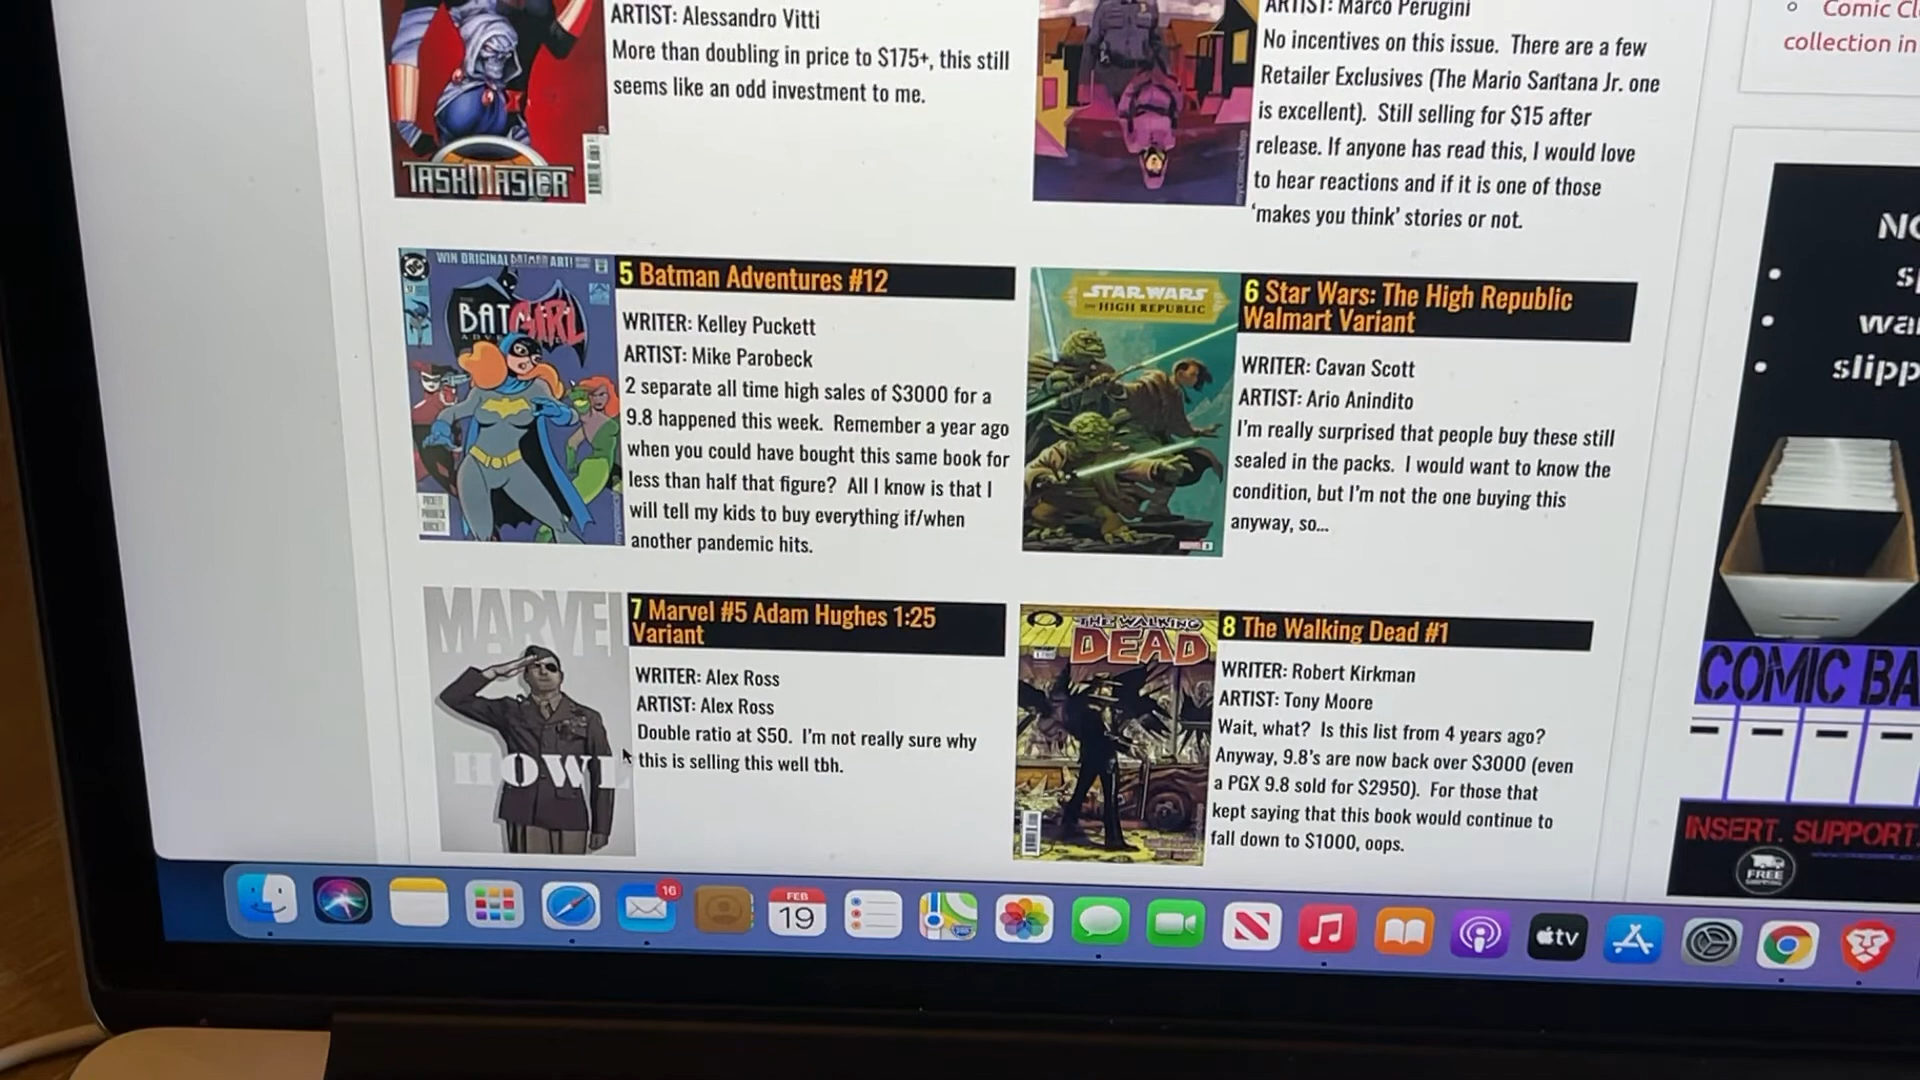 ARTIST: Alessandro Vitti
More than doubling in price to $175+, this still
seems like an odd investment to me.
TASKMASTER
ARTIST: Marco Perugini
No incentives on this issue. There are a few
Retailer Exclusives (The Mario Santana Jr. one
is excellent). Still selling for $15 after
release. If anyone has read this, I would love
to hear reactions and if it is one of those
'makes you think' stories or not.
Comic Cl
collection in
WIN ORIGINAL BATMAN ART!
BATGIRL
5 Batman Adventures #12
WRITER: Kelley Puckett
ARTIST: Mike Parobeck
2 separate all time high sales of $3000 for a
9.8 happened this week. Remember a year ago
when you could have bought this same book for
less than half that figure? All I know is that I
will tell my kids to buy everything if/when
another pandemic hits.
STAR WARS
THE HIGH REPUBLIC
6 Star Wars: The High Republic
Walmart Variant
WRITER: Cavan Scott
ARTIST: Ario Anindito
I'm really surprised that people buy these still
sealed in the packs. I would want to know the
condition, but I'm not the one buying this
anyway, so...
MARVEL
HOWL
7 Marvel #5 Adam Hughes 1:25
Variant
WRITER: Alex Ross
ARTIST: Alex Ross
Double ratio at $50. I'm not really sure why
this is selling this well tbh.
THE WALKING
DEAD
8 The Walking Dead #1
WRITER: Robert Kirkman
ARTIST: Tony Moore
Wait, what? Is this list from 4 years ago?
Anyway, 9.8's are now back over $3000 (even
a PGX 9.8 sold for $2950). For those that
kept saying that this book would continue to
fall down to $1000, oops.
NO
s
wa
slipp
COMIC BA
INSERT. SUPPORT.
FREE
16
FEB
19
tv